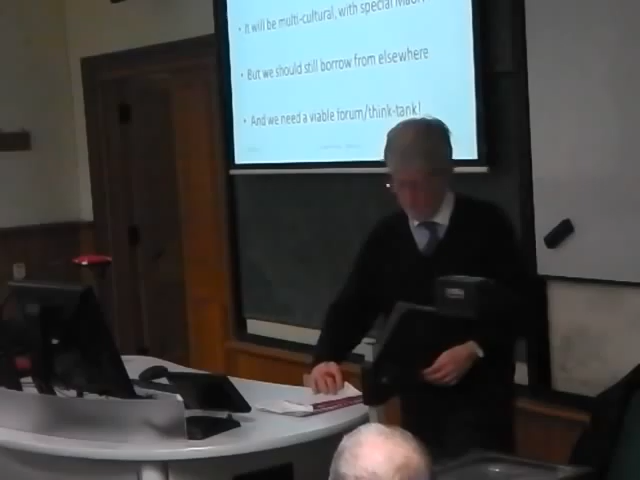 • It will be multi-cultural, with special
• But we should still borrow from elsewhere
• And we need a viable forum/think-tank!